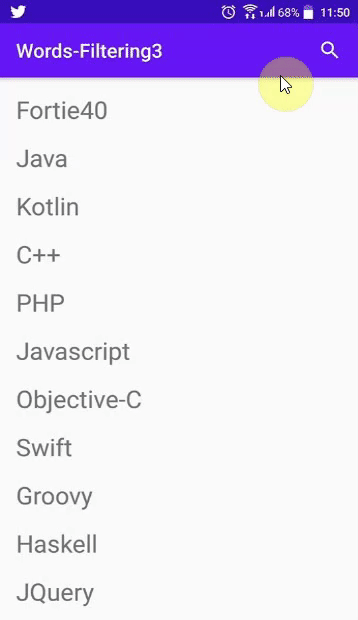 68% 11:50
Words-Filtering3
Fortie40
Java
Kotlin
C++
PHP
Javascript
Objective-C
Swift
Groovy
Haskell
JQuery